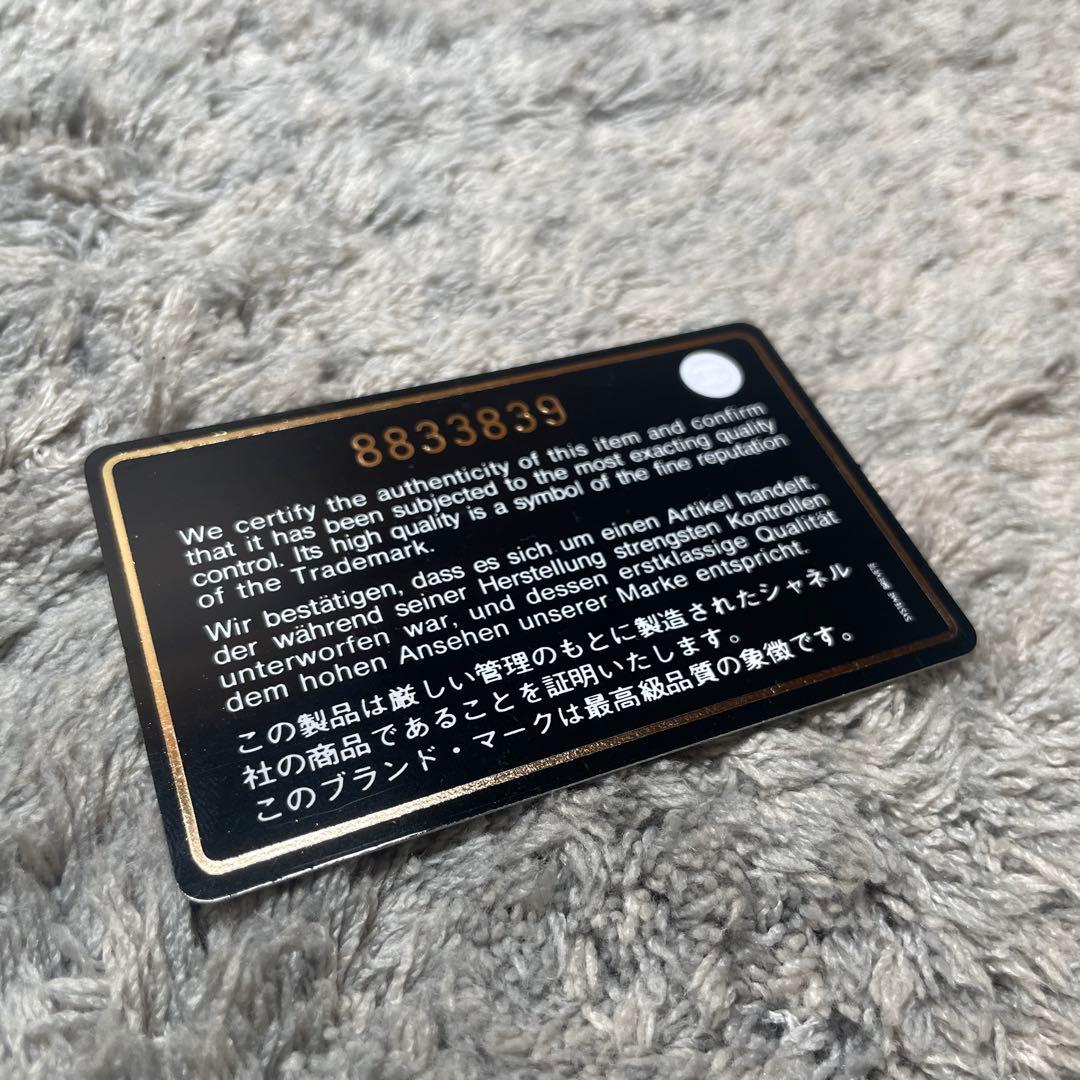 8833839
We certify the authenticity of this item and confirm
that it has been subjected to the most exacting quality
control. Its high quality is a symbol of the fine reputation
of the Trademark.
Wir bestätigen, dass es sich um einen Artikel handelt,
der während seiner Herstellung strengsten Kontrollen
unterworfen war, und dessen erstklassige Qualität
dem hohen Ansehen unserer Marke entspricht.
この製品は厳しい管理のもとに製造されたシャネル
社の商品であることを証明いたします。
このブランド・マークは最高級品質の象徴です。